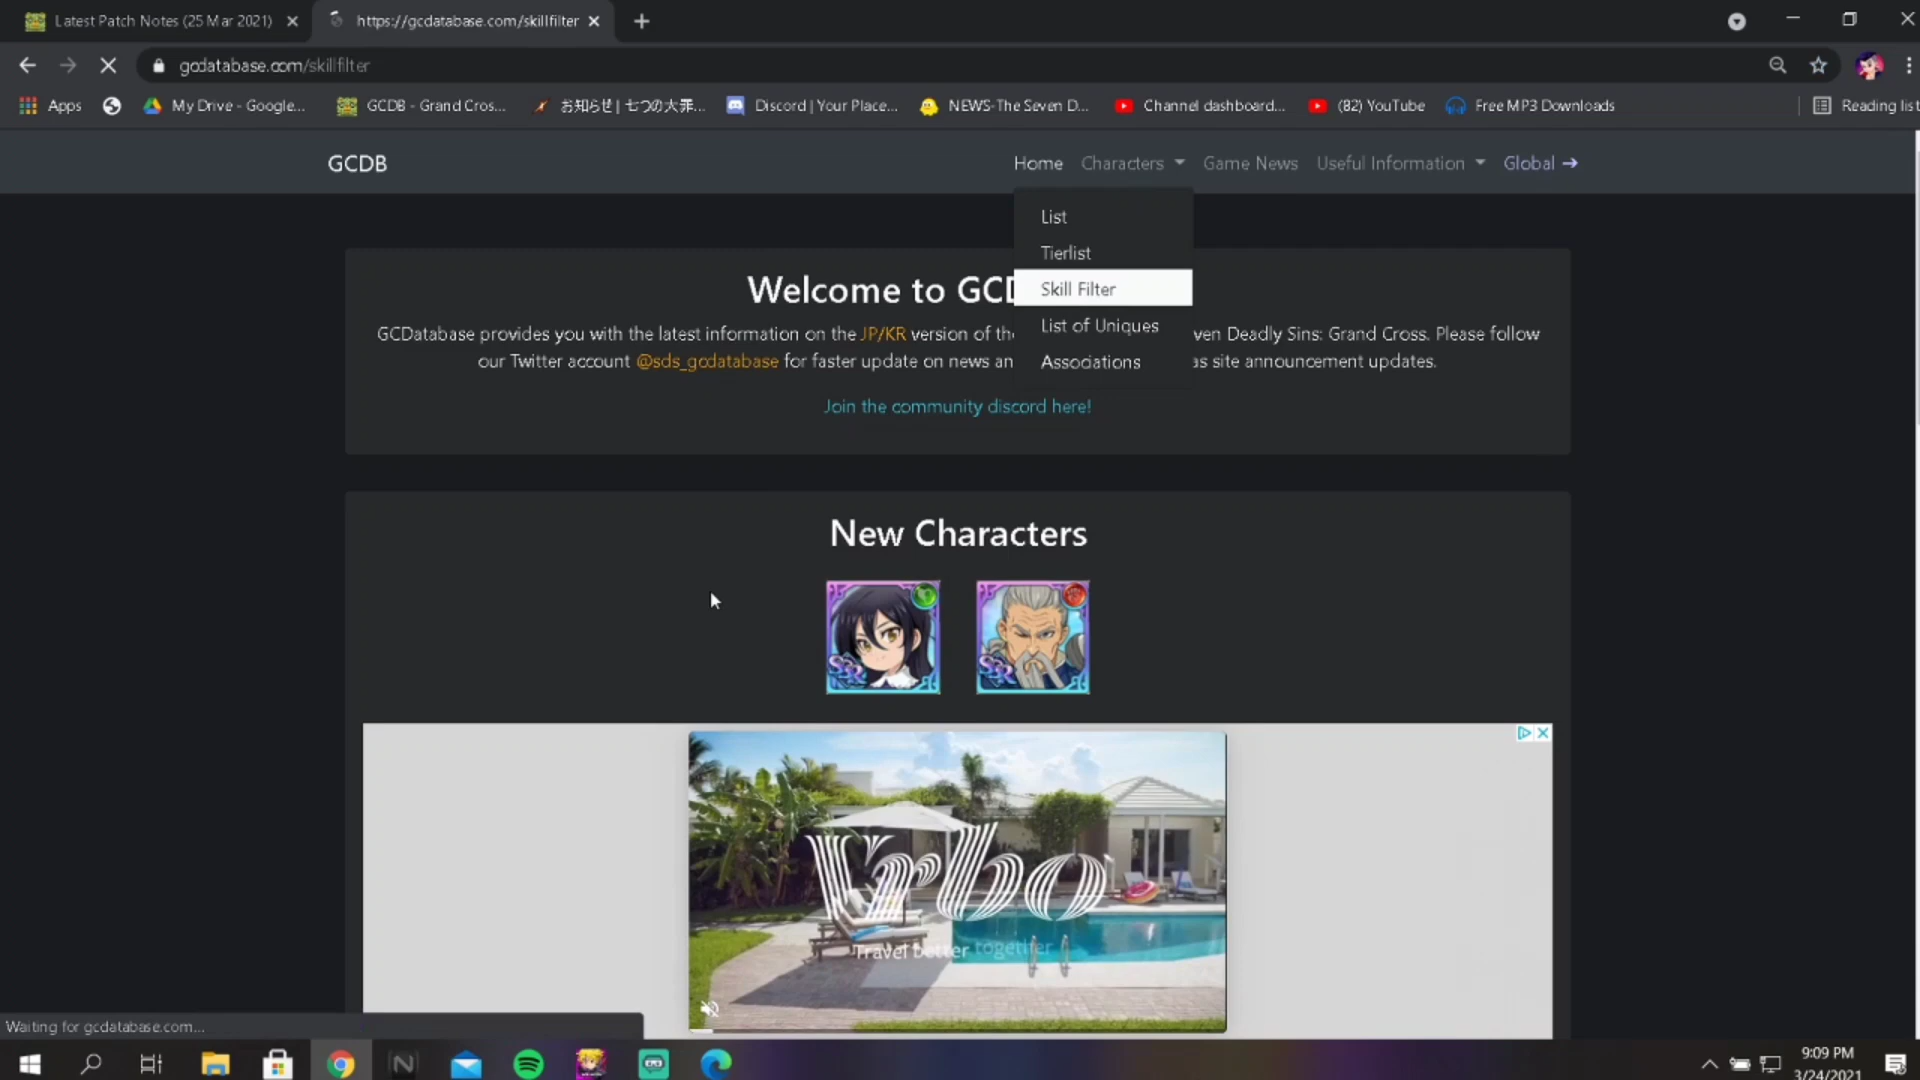 Latest Patch Notes (25 Mar 2021)
https://gcdatabase.com/skillfilter
gcdatabase.com/skillfilter
Apps
My Drive - Google...
GCDB - Grand Cros...
お知らせ | 七つの大罪...
Discord | Your Place...
NEWS-The Seven D...
Channel dashboard...
(82) YouTube
Free MP3 Downloads
Reading list
GCDB
Home
Characters
Game News
Useful Information
Global →
List
Tierlist
Skill Filter
List of Uniques
Associations
Welcome to GCD
GCDatabase provides you with the latest information on the JP/KR version of the ven Deadly Sins: Grand Cross. Please follow
our Twitter account @sds_gcdatabase for faster update on news an as site announcement updates.
Join the community discord here!
New Characters
SSR
SSR
Vrbo
Travel better together
Waiting for gcdatabase.com...
9:09 PM
3/24/2021